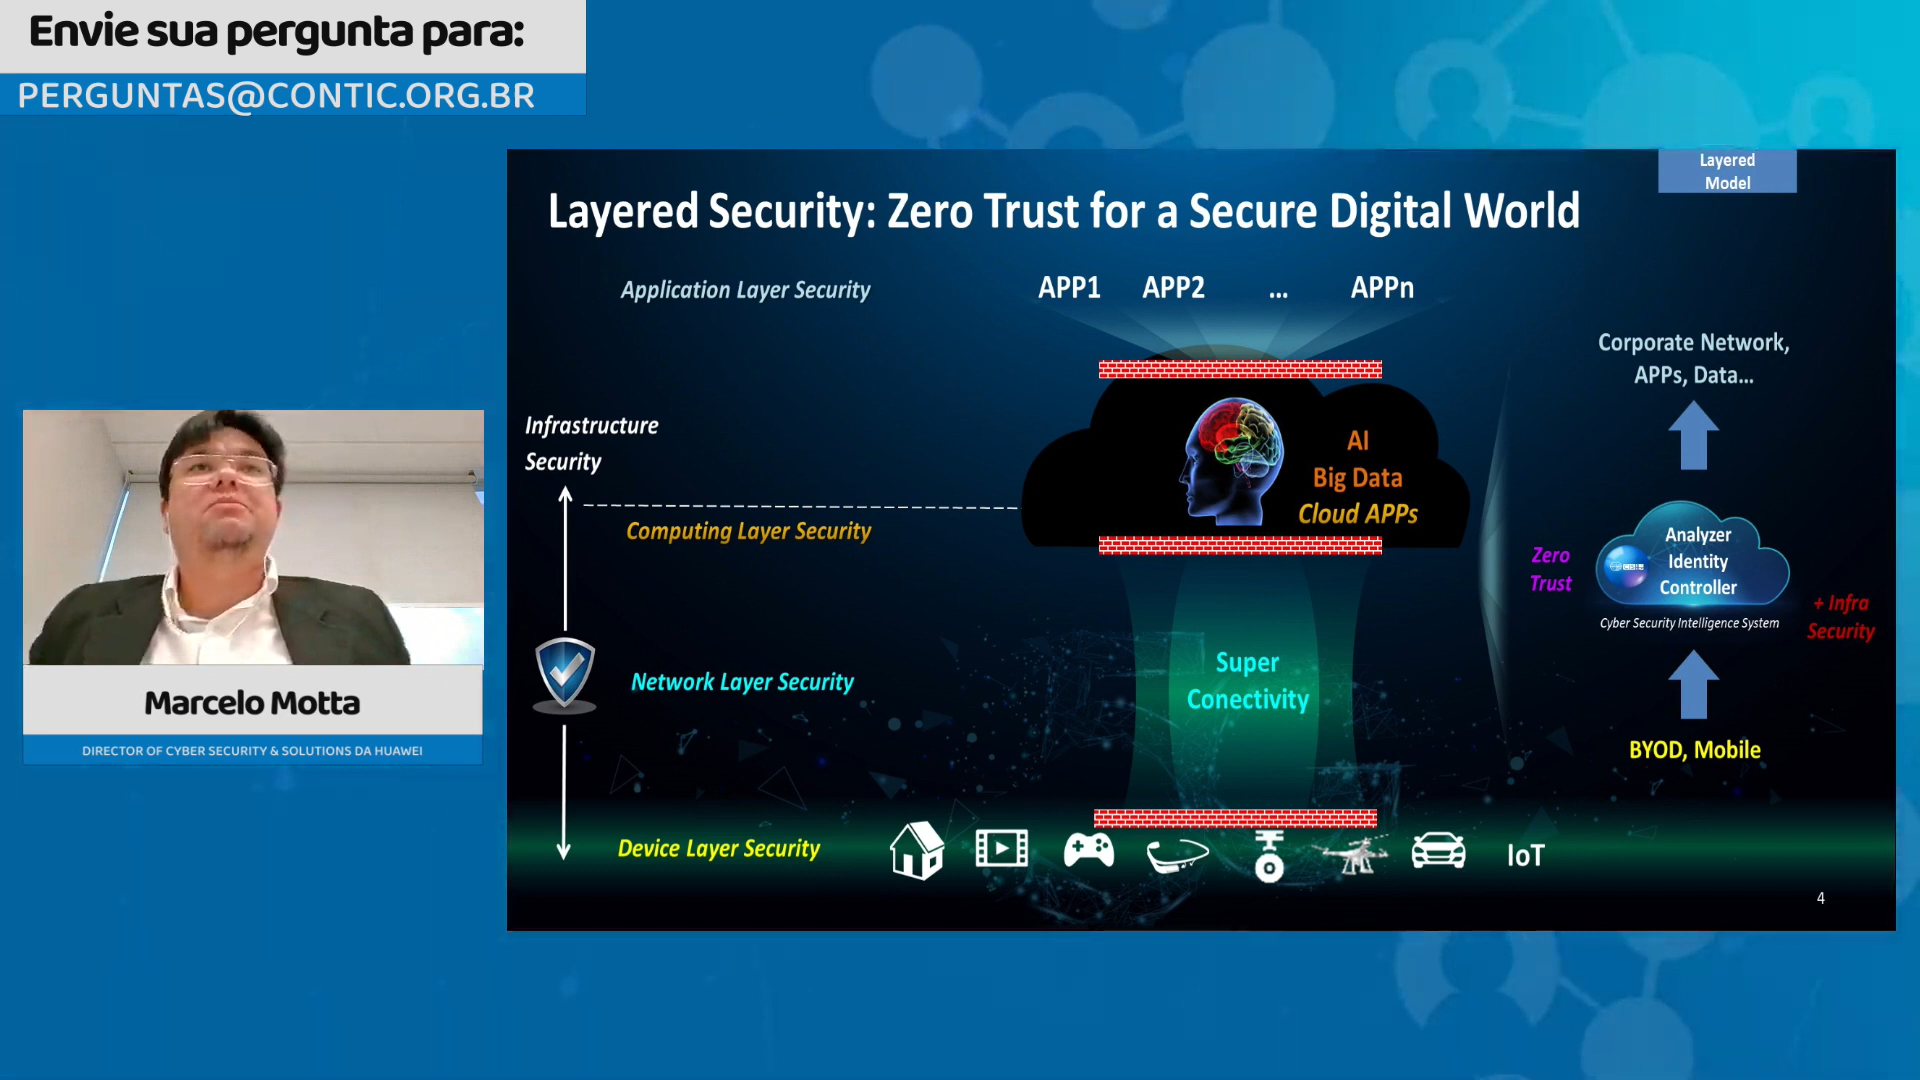 Envie sua pergunta para:
PERGUNTAS@CONTIC.ORG.BR
Layered
Model
Layered Security: Zero Trust for a Secure Digital World
Application Layer Security
APP1 APP2 ... APPn
Corporate Network,
APPs, Data...
Infrastructure
Security
AI
Big Data
Cloud APPs
Computing Layer Security
Zero
Trust
Analyzer
Identity
Controller
Cyber Security Intelligence System
+ Infra
Security
Network Layer Security
Super
Conectivity
BYOD, Mobile
Device Layer Security
IoT
4
Marcelo Motta
DIRECTOR OF CYBER SECURITY & SOLUTIONS DA HUAWEI